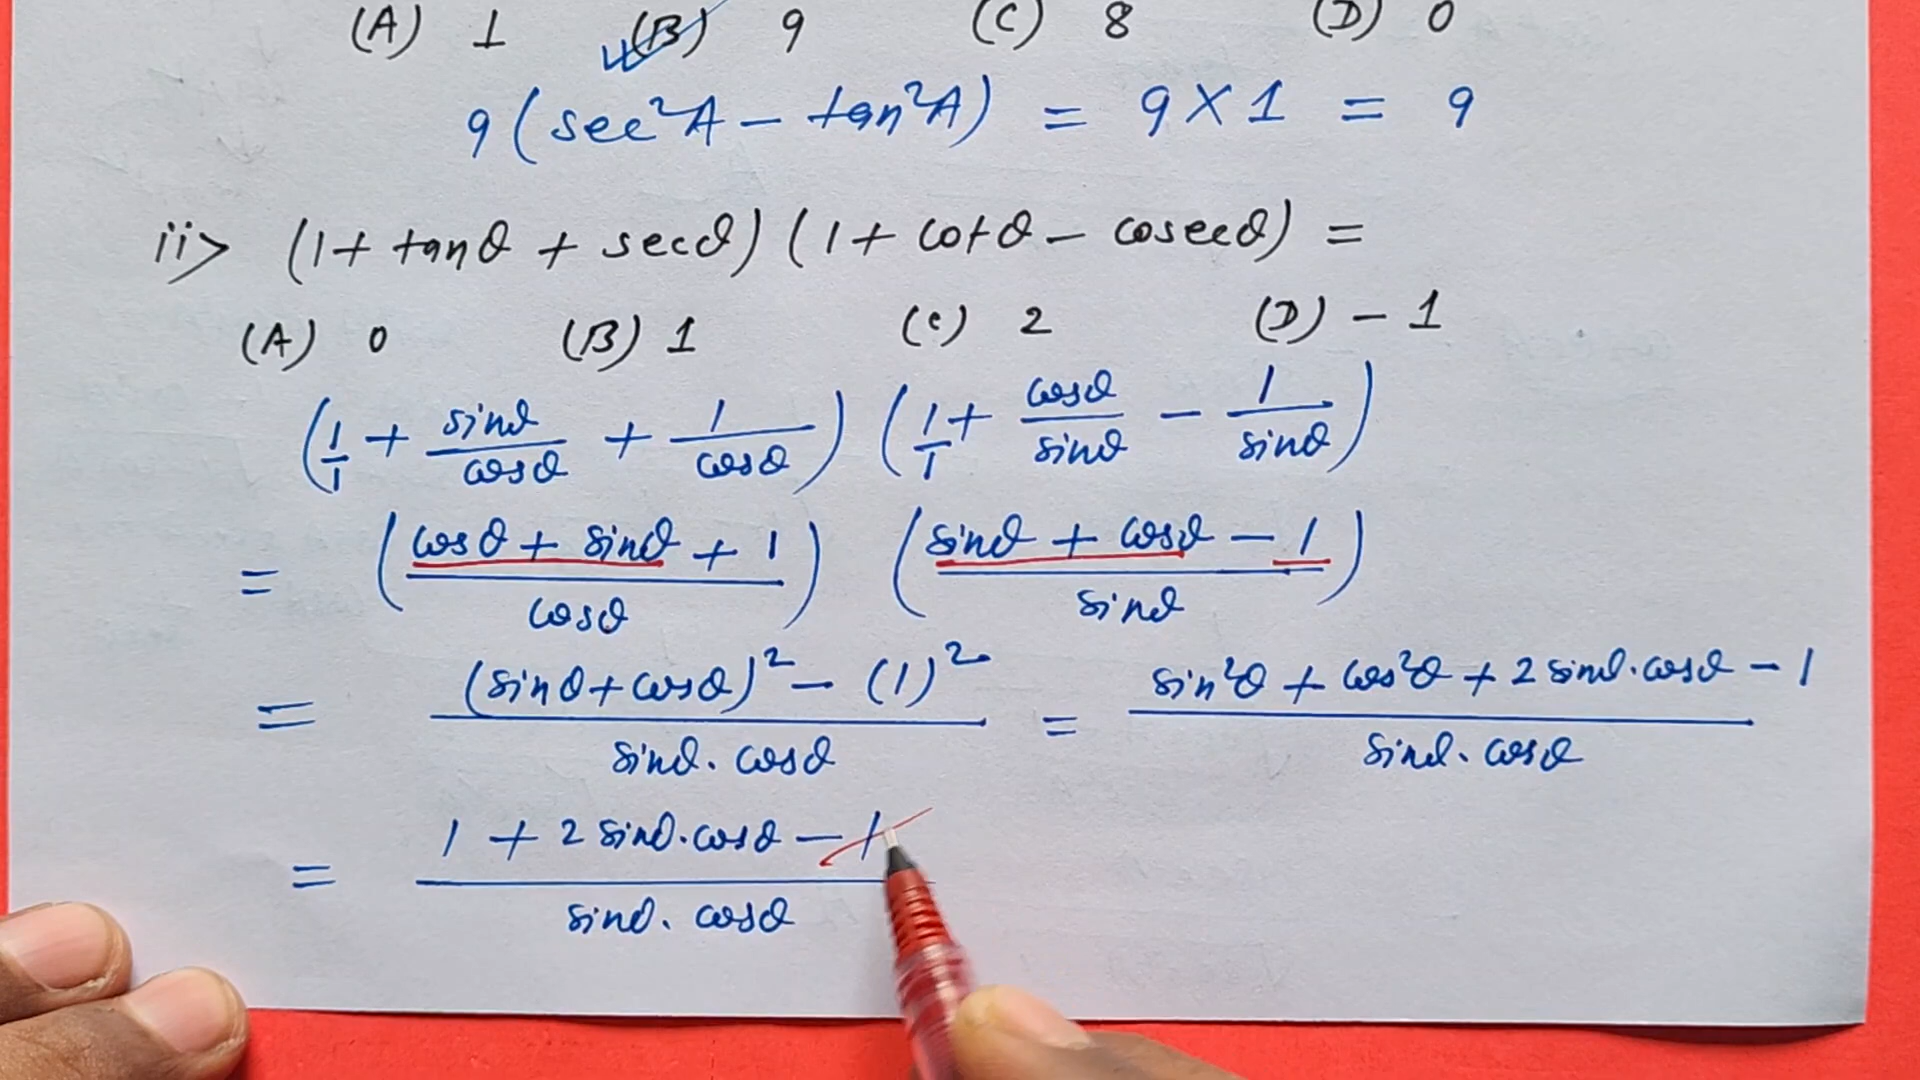 (A) 1 (B) 9 (C) 8 (D) 0
9 (sec²A − tan²A) = 9 × 1 = 9
ii> (1 + tanθ + secθ) (1 + cotθ − cosecθ) =
(A) 0 (B) 1 (C) 2 (D) − 1
(1/1 + sinθ/cosθ + 1/cosθ) (1/1 + cosθ/sinθ − 1/sinθ)
= ((cosθ + sinθ + 1)/cosθ) ((sinθ + cosθ − 1)/sinθ)
= ((sinθ + cosθ)² − (1)²)/(sinθ. cosθ) = (sin²θ + cos²θ + 2 sinθ. cosθ − 1)/(sinθ. cosθ)
= (1 + 2 sinθ. cosθ − 1)/(sinθ. cosθ)